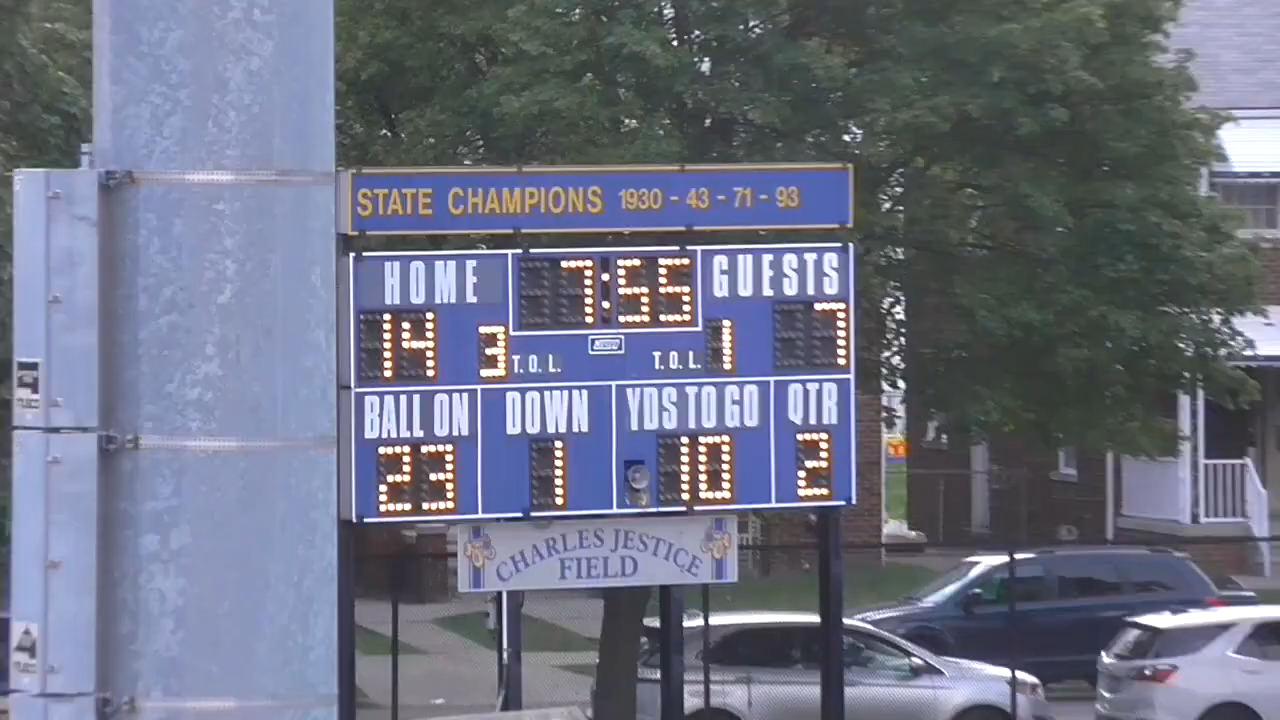 STATE CHAMPIONS 1930 - 43 - 71 - 93
HOME 7:55 GUESTS
14 3 T.O.L. T.O.L. 1 7
BALL ON DOWN YDS TO GO QTR
23 1 10 2
CHARLES JESTICE
FIELD